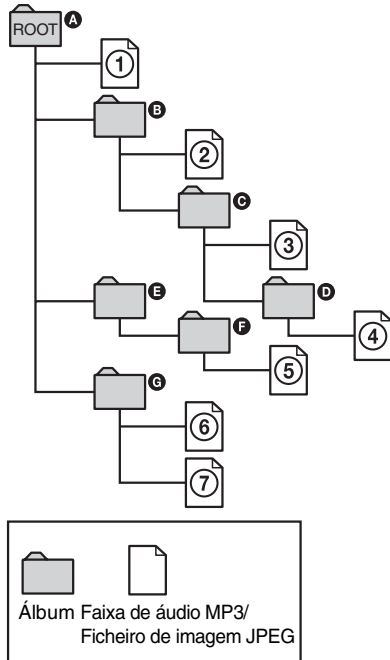 ROOT A
①
B
②
C
③
E
D
F
④
⑤
G
⑥
⑦
Álbum Faixa de áudio MP3/
Ficheiro de imagem JPEG